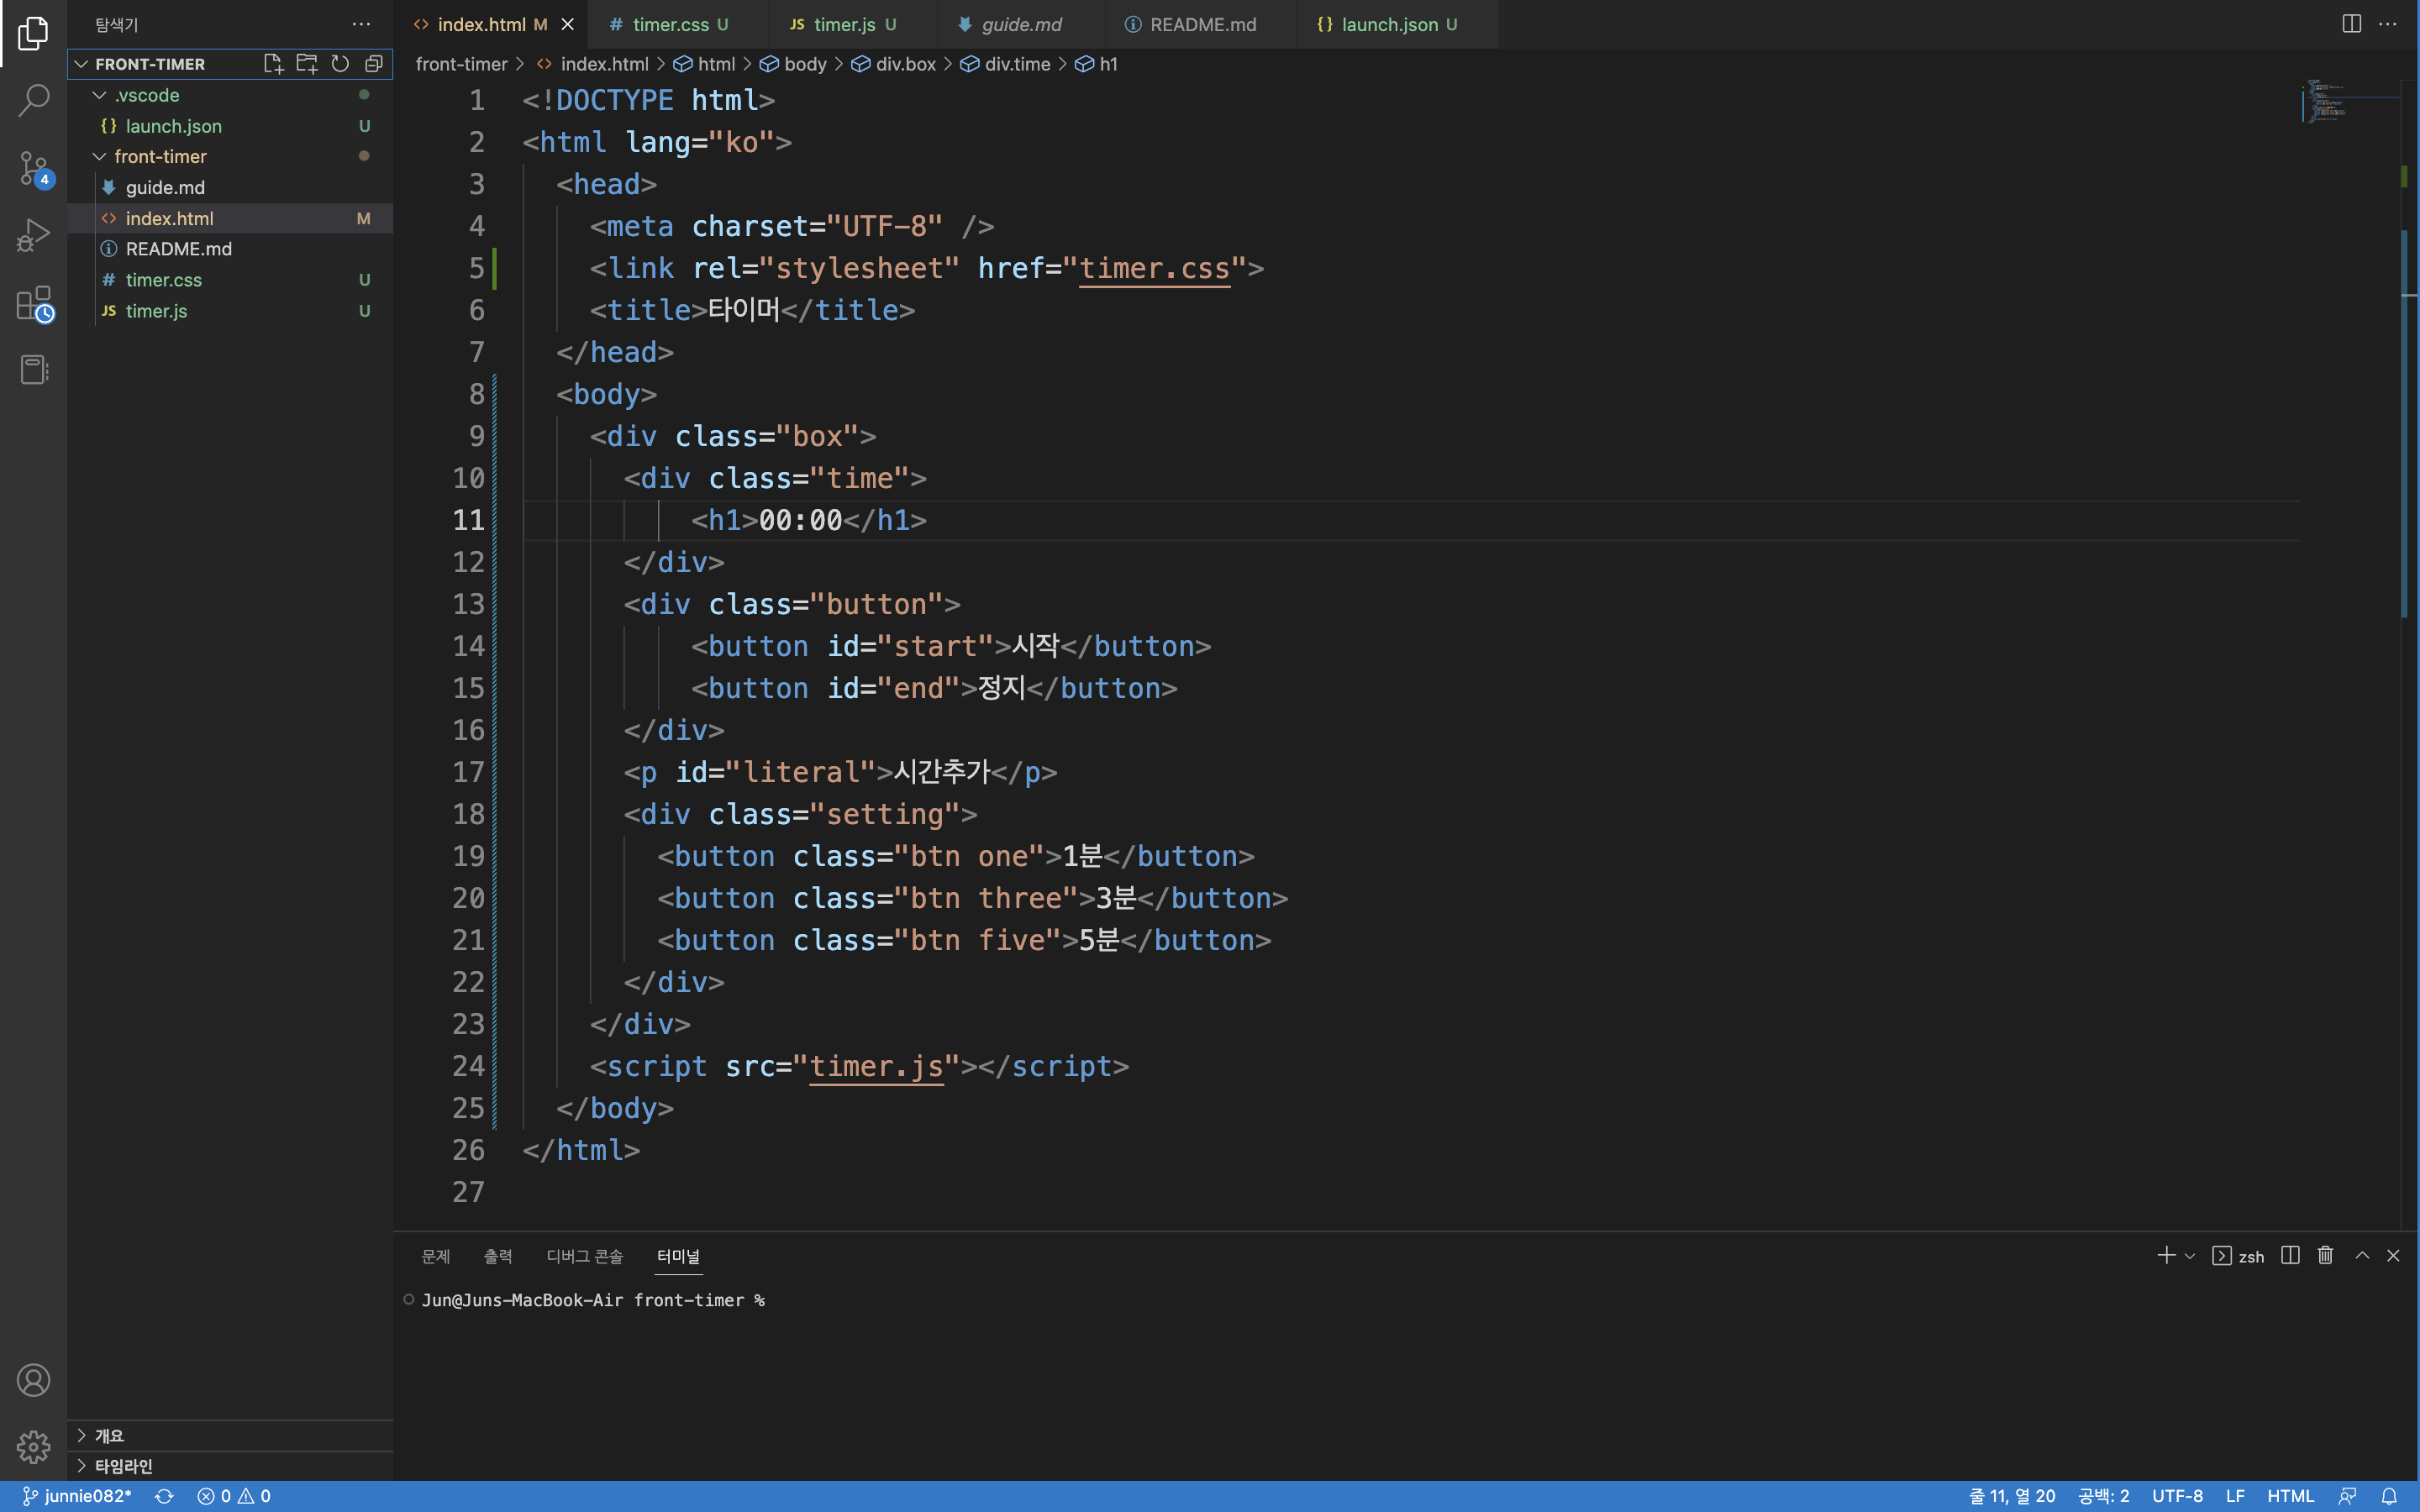 탐색기
index.html M
# timer.css U
JS timer.js U
guide.md
README.md
{} launch.json U
FRONT-TIMER
front-timer > <> index.html > html > body > div.box > div.time > h1
.vscode
{} launch.json U
front-timer
guide.md
<> index.html M
README.md
# timer.css U
JS timer.js U
4
1 <!DOCTYPE html>
2 <html lang="ko">
3 <head>
4 <meta charset="UTF-8" />
5 <link rel="stylesheet" href="timer.css">
6 <title>타이머</title>
7 </head>
8 <body>
9 <div class="box">
10 <div class="time">
11 <h1>00:00</h1>
12 </div>
13 <div class="button">
14 <button id="start">시작</button>
15 <button id="end">정지</button>
16 </div>
17 <p id="literal">시간추가</p>
18 <div class="setting">
19 <button class="btn one">1분</button>
20 <button class="btn three">3분</button>
21 <button class="btn five">5분</button>
22 </div>
23 </div>
24 <script src="timer.js"></script>
25 </body>
26 </html>
27
문제 출력 디버그 콘솔 터미널
zsh
Jun@Juns-MacBook-Air front-timer %
개요
타임라인
junnie082* 0 0 줄 11, 열 20 공백: 2 UTF-8 LF HTML